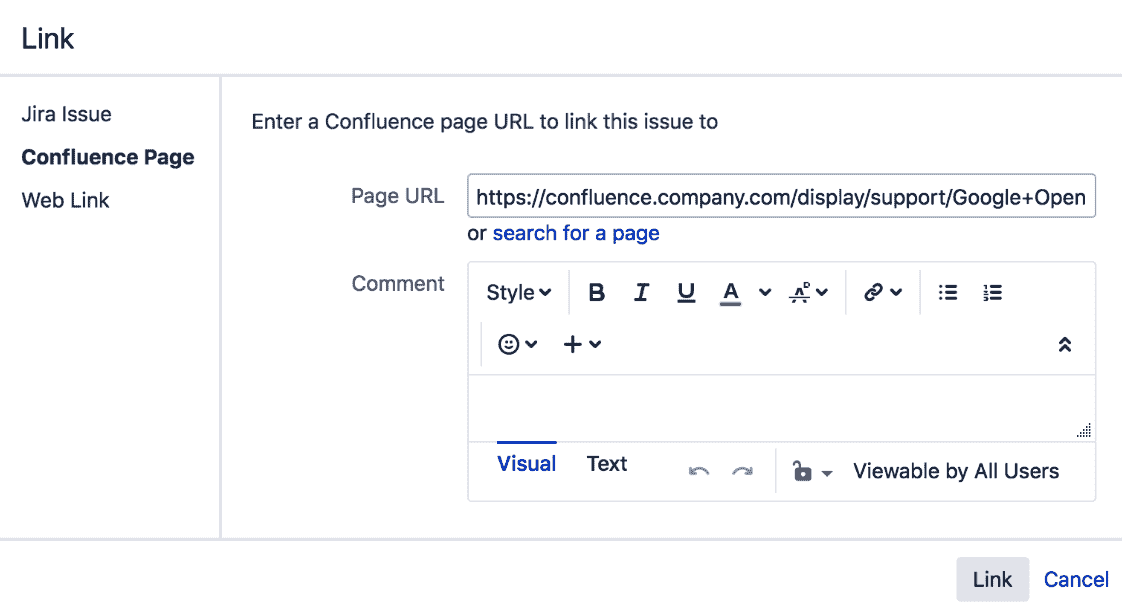 Link
Jira Issue
Confluence Page
Web Link
Enter a Confluence page URL to link this issue to
Page URL
https://confluence.company.com/display/support/Google+Open
or search for a page
Comment
Style B I U A
Visual Text Viewable by All Users
Link Cancel